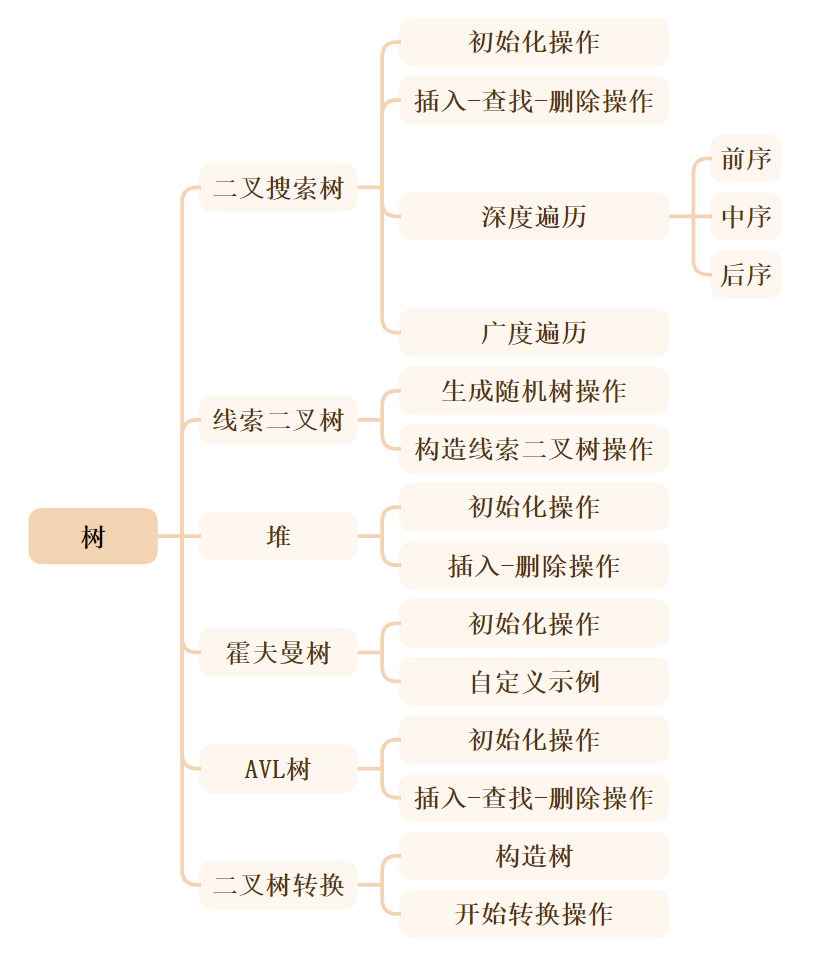 树
二叉搜索树
初始化操作
插入-查找-删除操作
深度遍历
前序
中序
后序
广度遍历
线索二叉树
生成随机树操作
构造线索二叉树操作
堆
初始化操作
插入-删除操作
霍夫曼树
初始化操作
自定义示例
AVL树
初始化操作
插入-查找-删除操作
二叉树转换
构造树
开始转换操作